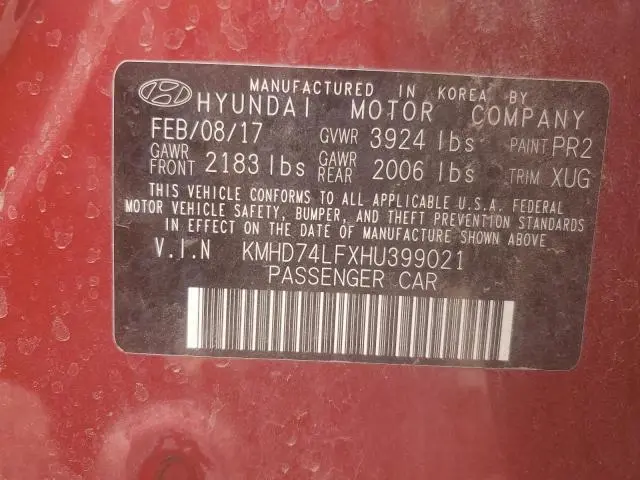 MANUFACTURED IN KOREA BY
HYUNDAI MOTOR COMPANY
FEB/08/17 GVWR 3924 lbs PAINT PR2
GAWR FRONT 2183 lbs GAWR REAR 2006 lbs TRIM XUG
THIS VEHICLE CONFORMS TO ALL APPLICABLE U.S.A. FEDERAL
MOTOR VEHICLE SAFETY, BUMPER, AND THEFT PREVENTION STANDARDS
IN EFFECT ON THE DATE OF MANUFACTURE SHOWN ABOVE.
V.I.N KMHD74LFXHU399021
PASSENGER CAR